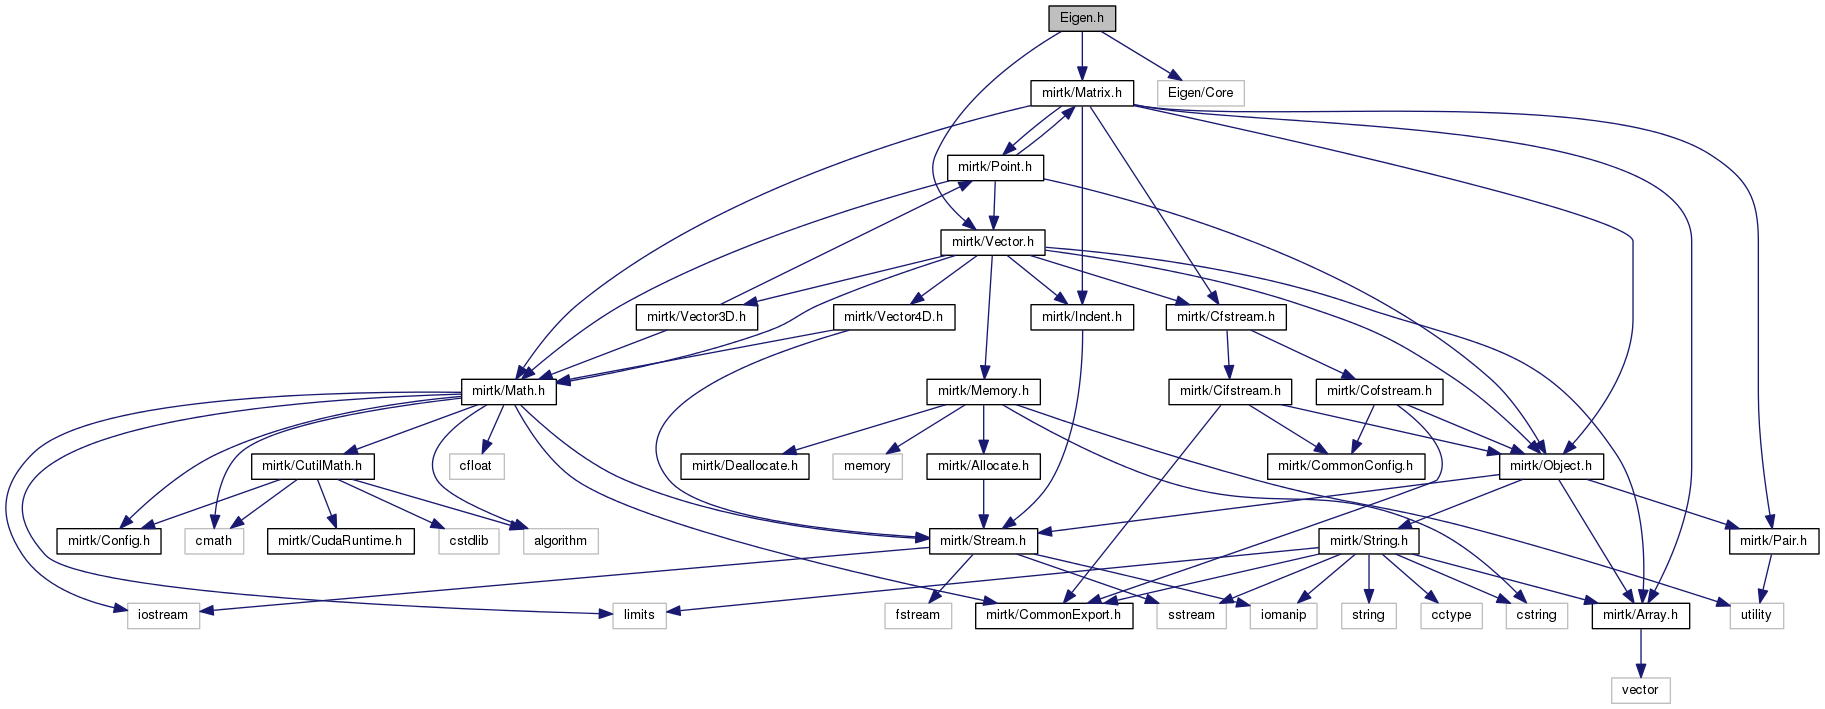 Eigen.h
mirtk/Matrix.h
Eigen/Core
mirtk/Point.h
mirtk/Vector.h
mirtk/Vector3D.h
mirtk/Vector4D.h
mirtk/Indent.h
mirtk/Cfstream.h
mirtk/Math.h
mirtk/Memory.h
mirtk/Cifstream.h
mirtk/Cofstream.h
mirtk/CutilMath.h
cfloat
mirtk/Deallocate.h
memory
mirtk/Allocate.h
mirtk/CommonConfig.h
mirtk/Object.h
mirtk/Config.h
cmath
mirtk/CudaRuntime.h
cstdlib
algorithm
mirtk/Stream.h
mirtk/String.h
mirtk/Pair.h
iostream
limits
fstream
mirtk/CommonExport.h
sstream
iomanip
string
cctype
cstring
mirtk/Array.h
utility
vector